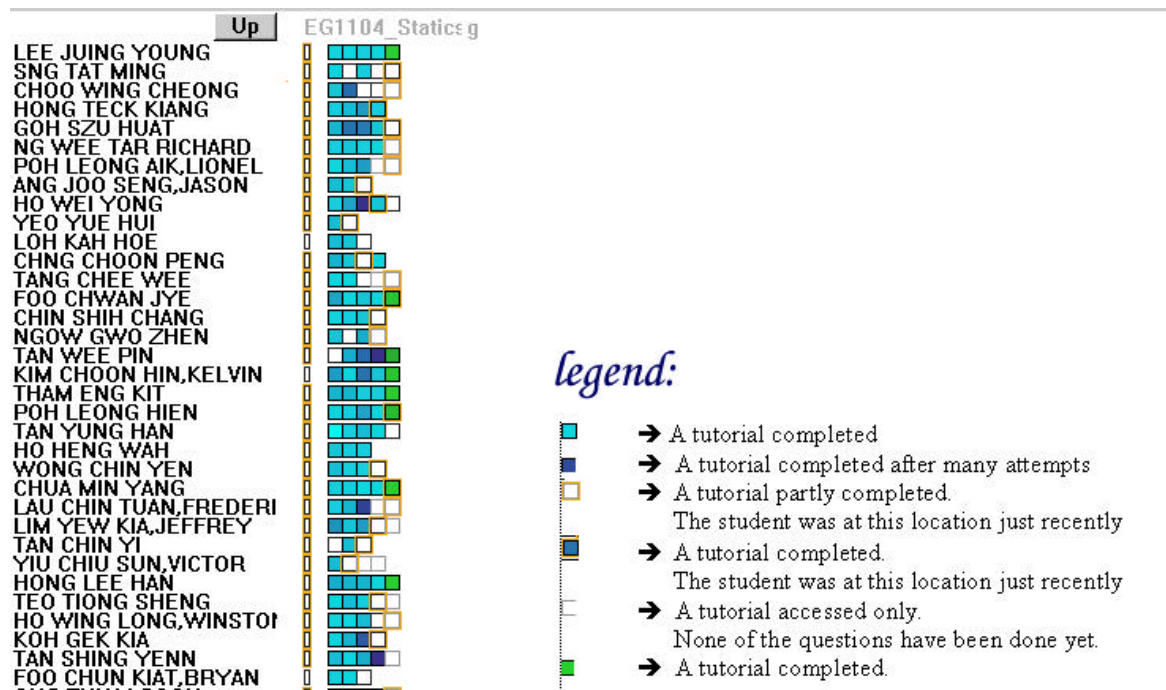 Up EG1104_Statics g
LEE JUING YOUNG
SNG TAT MING
CHOO WING CHEONG
HONG TECK KIANG
GOH SZU HUAT
NG WEE TAR RICHARD
POH LEONG AIK,LIONEL
ANG JOO SENG,JASON
HO WEI YONG
YEO YUE HUI
LOH KAH HOE
CHNG CHOON PENG
TANG CHEE WEE
FOO CHWAN JYE
CHIN SHIH CHANG
NGOW GWO ZHEN
TAN WEE PIN
KIM CHOON HIN,KELVIN
THAM ENG KIT
POH LEONG HIEN
TAN YUNG HAN
HO HENG WAH
WONG CHIN YEN
CHUA MIN YANG
LAU CHIN TUAN,FREDERI
LIM YEW KIA,JEFFREY
TAN CHIN YI
YIU CHIU SUN,VICTOR
HONG LEE HAN
TEO TIONG SHENG
HO WING LONG,WINSTO
KOH GEK KIA
TAN SHING YENN
FOO CHUN KIAT,BRYAN
legend:
➔ A tutorial completed
➔ A tutorial completed after many attempts
➔ A tutorial partly completed.
The student was at this location just recently
➔ A tutorial completed.
The student was at this location just recently
➔ A tutorial accessed only.
None of the questions have been done yet.
➔ A tutorial completed.